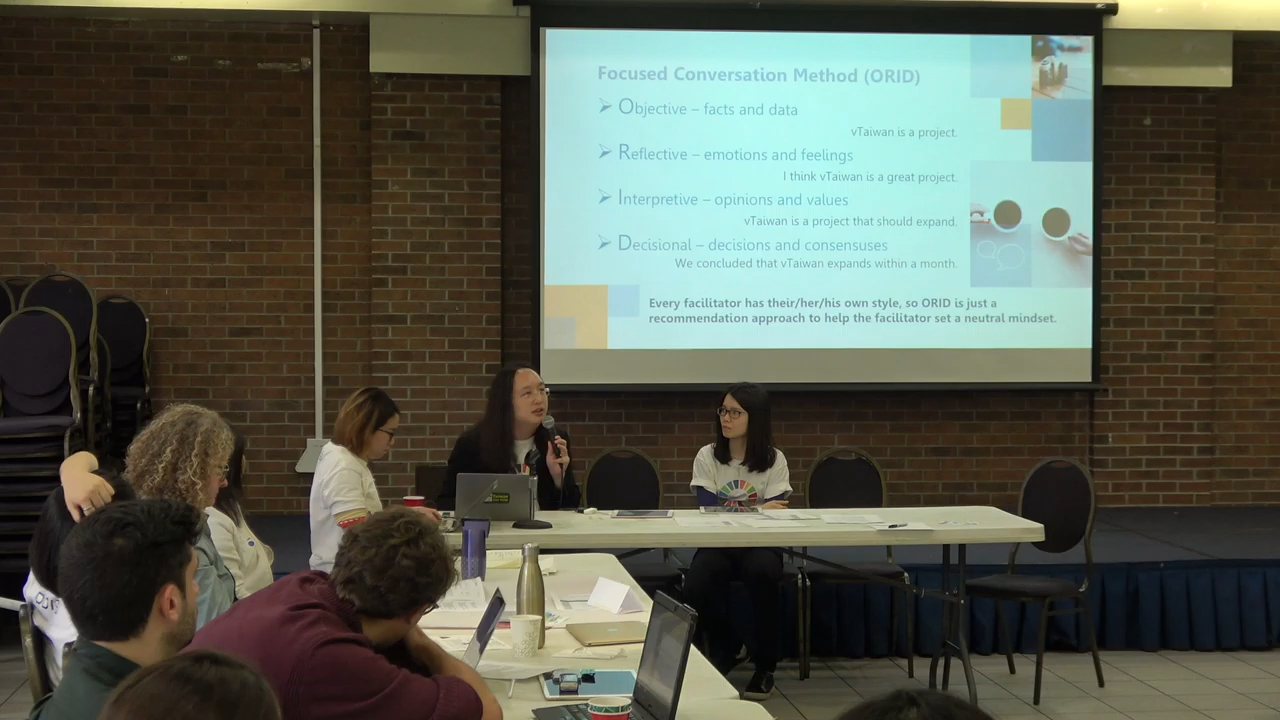 Focused Conversation Method (ORID)
Objective – facts and data
vTaiwan is a project.
Reflective – emotions and feelings
I think vTaiwan is a great project.
Interpretive – opinions and values
vTaiwan is a project that should expand.
Decisional – decisions and consensuses
We concluded that vTaiwan expands within a month.
Every facilitator has their/her/his own style, so ORID is just a
recommendation approach to help the facilitator set a neutral mindset.